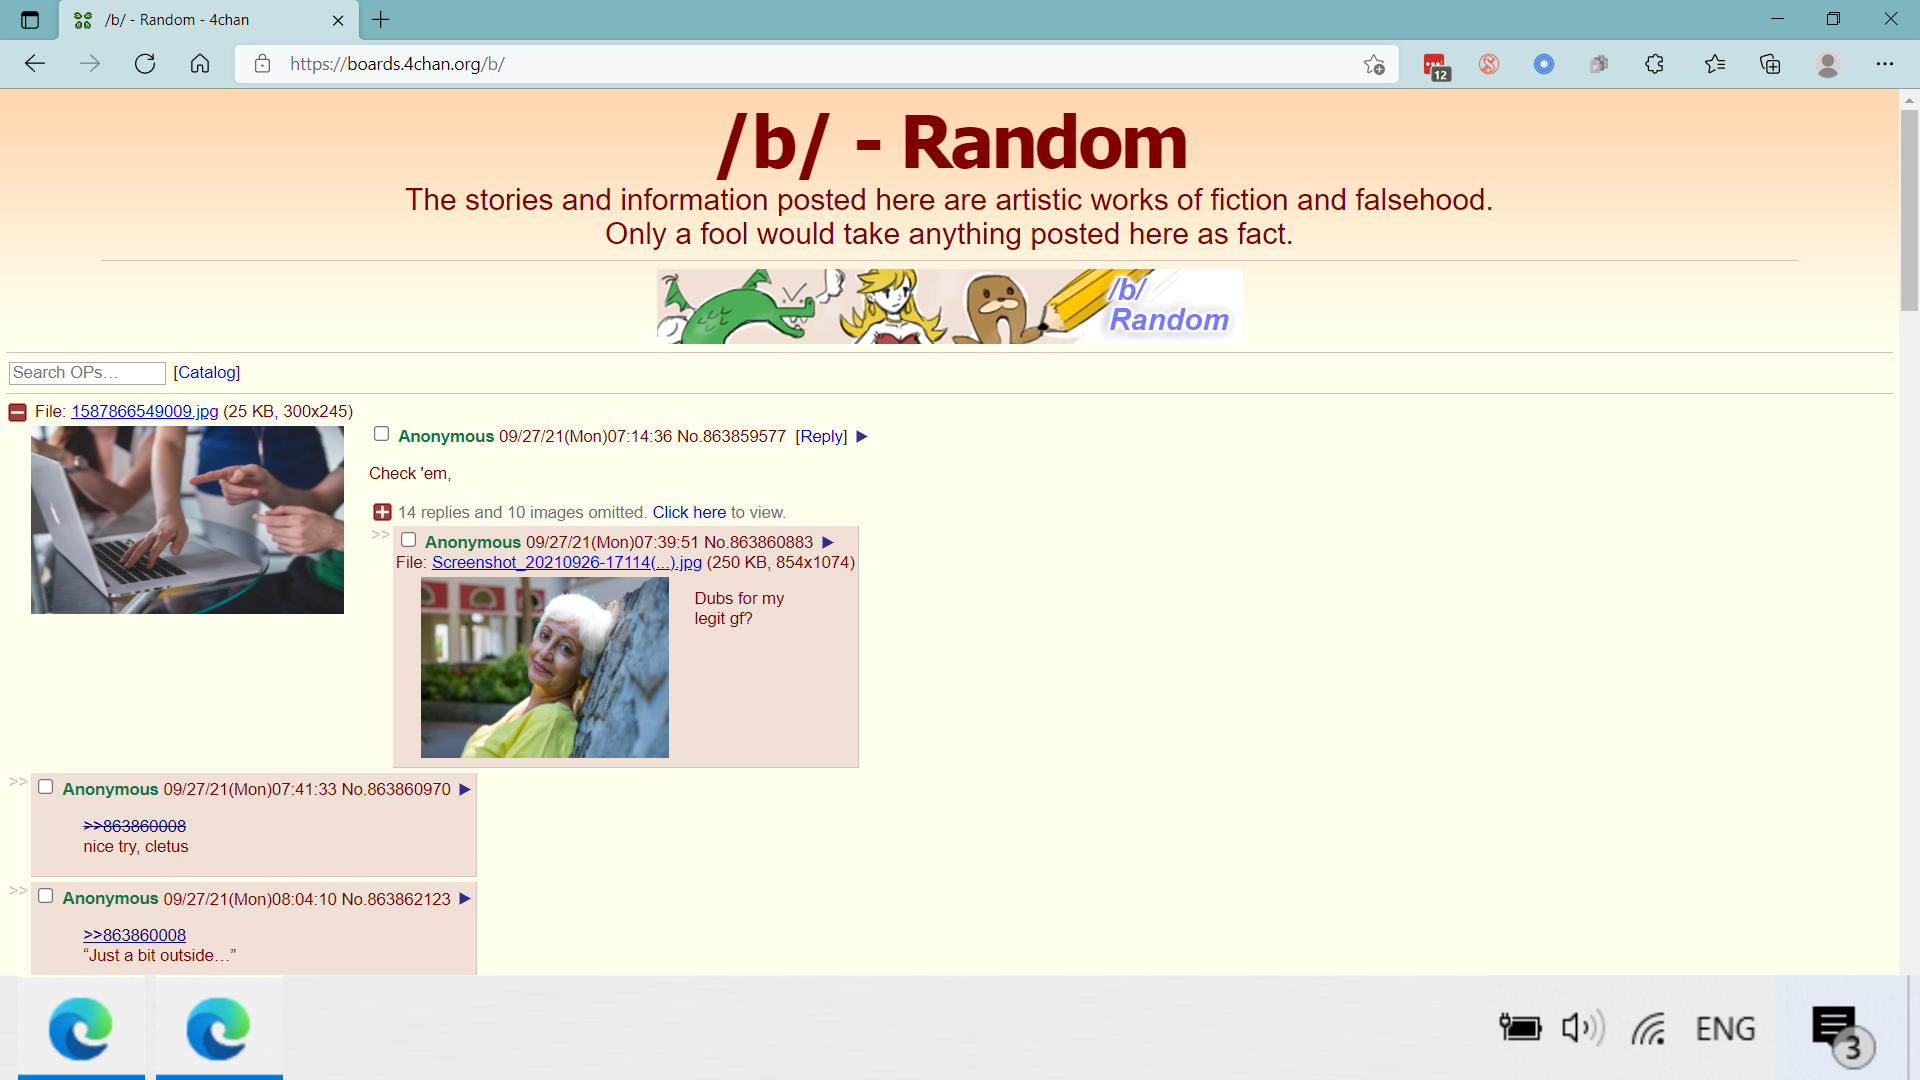 /b/ - Random - 4chan
https://boards.4chan.org/b/
12
/b/ - Random
The stories and information posted here are artistic works of fiction and falsehood.
Only a fool would take anything posted here as fact.
/b/
Random
Search OPs…
[Catalog]
File: 1587866549009.jpg (25 KB, 300x245)
Anonymous 09/27/21(Mon)07:14:36 No.863859577 [Reply] ▶
Check 'em,
14 replies and 10 images omitted. Click here to view.
>> Anonymous 09/27/21(Mon)07:39:51 No.863860883 ▶
File: Screenshot_20210926-17114(...).jpg (250 KB, 854x1074)
Dubs for my
legit gf?
>> Anonymous 09/27/21(Mon)07:41:33 No.863860970 ▶
>>863860008
nice try, cletus
>> Anonymous 09/27/21(Mon)08:04:10 No.863862123 ▶
>>863860008
“Just a bit outside…”
ENG
3